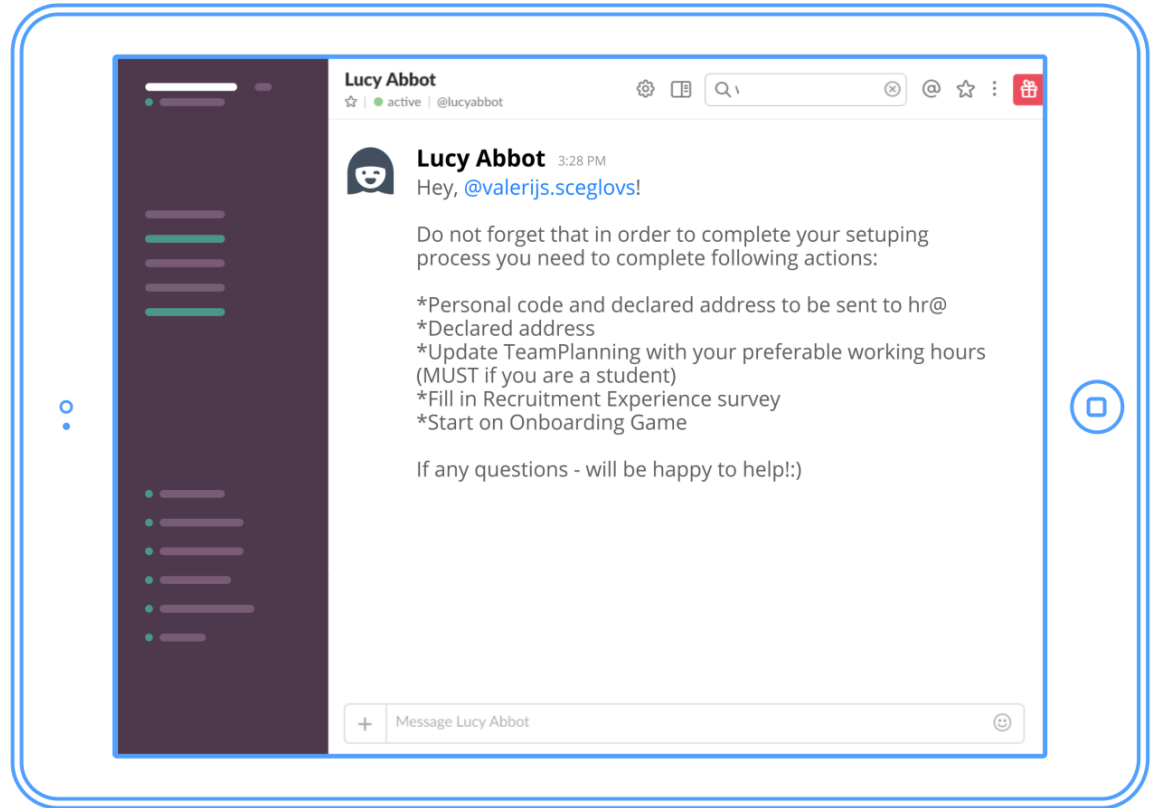 Lucy Abbot
active | @lucyabbot
Lucy Abbot 3:28 PM
Hey, @valerijs.sceglovs!
Do not forget that in order to complete your setuping
process you need to complete following actions:
*Personal code and declared address to be sent to hr@
*Declared address
*Update TeamPlanning with your preferable working hours
(MUST if you are a student)
*Fill in Recruitment Experience survey
*Start on Onboarding Game
If any questions - will be happy to help!:)
Message Lucy Abbot